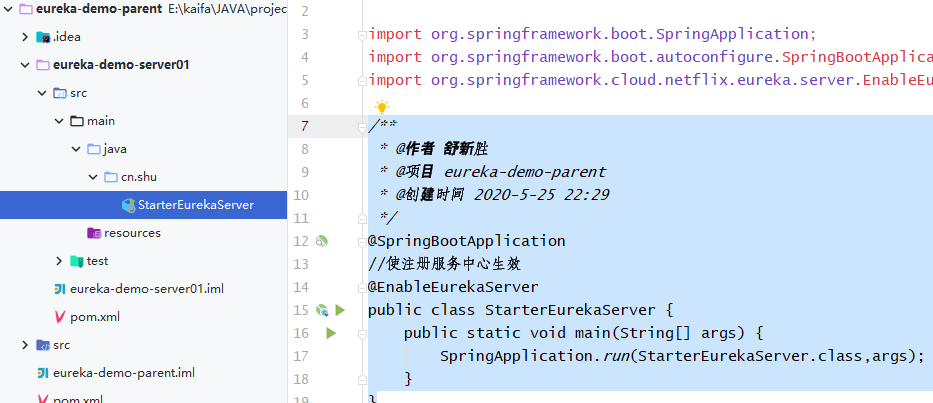 eureka-demo-parent E:\kaifa\JAVA\projec
.idea
eureka-demo-server01
src
main
java
cn.shu
StarterEurekaServer
resources
test
eureka-demo-server01.iml
pom.xml
src
eureka-demo-parent.iml
pom.xml
2
3 import org.springframework.boot.SpringApplication;
4 import org.springframework.boot.autoconfigure.SpringBootApplica
5 import org.springframework.cloud.netflix.eureka.server.EnableEu
6
7 /**
8 * @作者 舒新胜
9 * @项目 eureka-demo-parent
10 * @创建时间 2020-5-25 22:29
11 */
12 @SpringBootApplication
13 //使注册服务中心生效
14 @EnableEurekaServer
15 public class StarterEurekaServer {
16 public static void main(String[] args) {
17 SpringApplication.run(StarterEurekaServer.class,args);
18 }
19 }